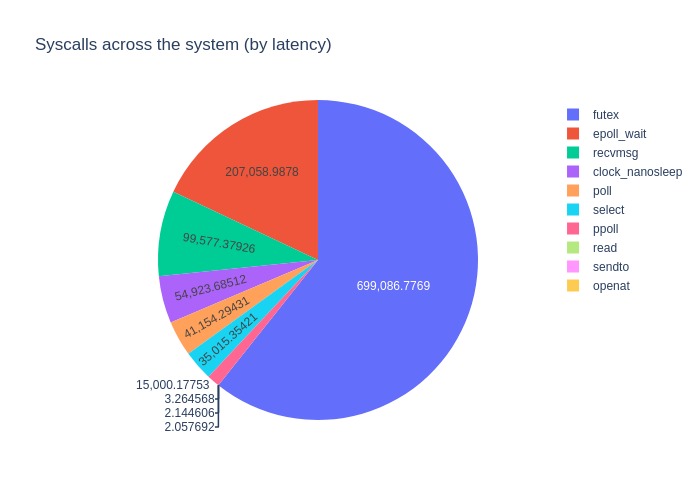 Syscalls across the system (by latency)
futex
epoll_wait
recvmsg
clock_nanosleep
poll
select
ppoll
read
sendto
openat
699,086.7769
207,058.9878
99,577.37926
54,923.68512
41,154.29431
35,015.35421
15,000.17753
3.264568
2.144606
2.057692